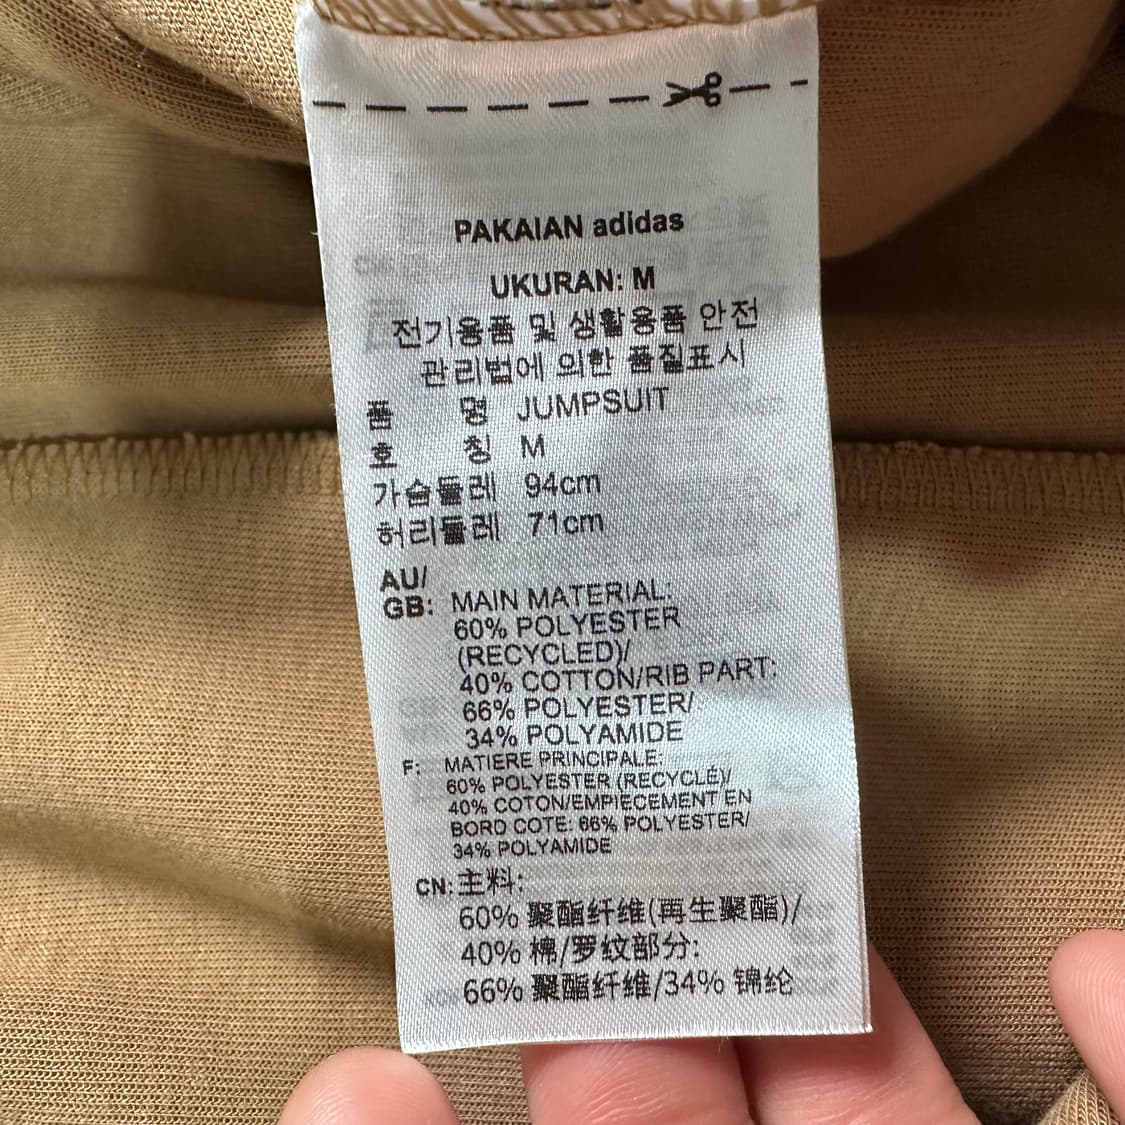 PAKAIAN adidas
UKURAN: M
전기용품 및 생활용품 안전
관리법에 의한 품질표시
품 명 JUMPSUIT
호 칭 M
가슴둘레 94cm
허리둘레 71cm
AU/
GB: MAIN MATERIAL:
60% POLYESTER
(RECYCLED)/
40% COTTON/RIB PART:
66% POLYESTER/
34% POLYAMIDE
F: MATIERE PRINCIPALE:
60% POLYESTER (RECYCLÉ)/
40% COTON/EMPIECEMENT EN
BORD COTE: 66% POLYESTER/
34% POLYAMIDE
CN: 主料:
60% 聚酯纤维(再生聚酯)/
40% 棉/罗纹部分:
66% 聚酯纤维/34% 锦纶